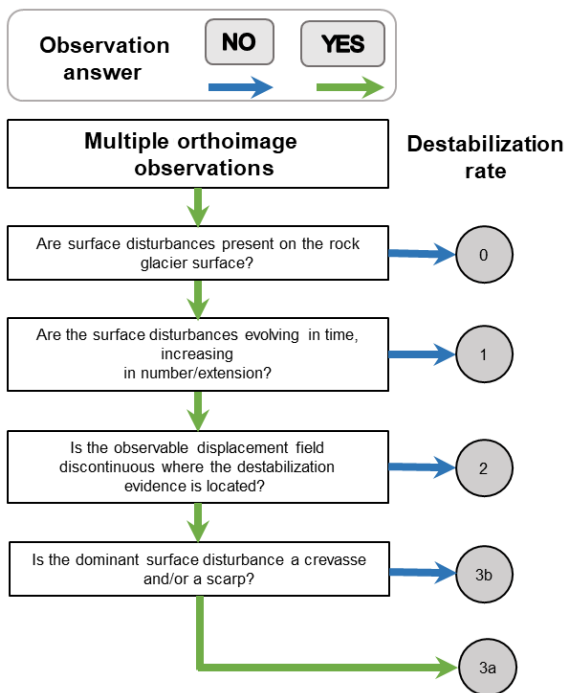 Observation
answer
NO
YES
Multiple orthoimage
observations
Destabilization
rate
Are surface disturbances present on the rock
glacier surface?
0
Are the surface disturbances evolving in time,
increasing
in number/extension?
1
Is the observable displacement field
discontinuous where the destabilization
evidence is located?
2
Is the dominant surface disturbance a crevasse
and/or a scarp?
3b
3a